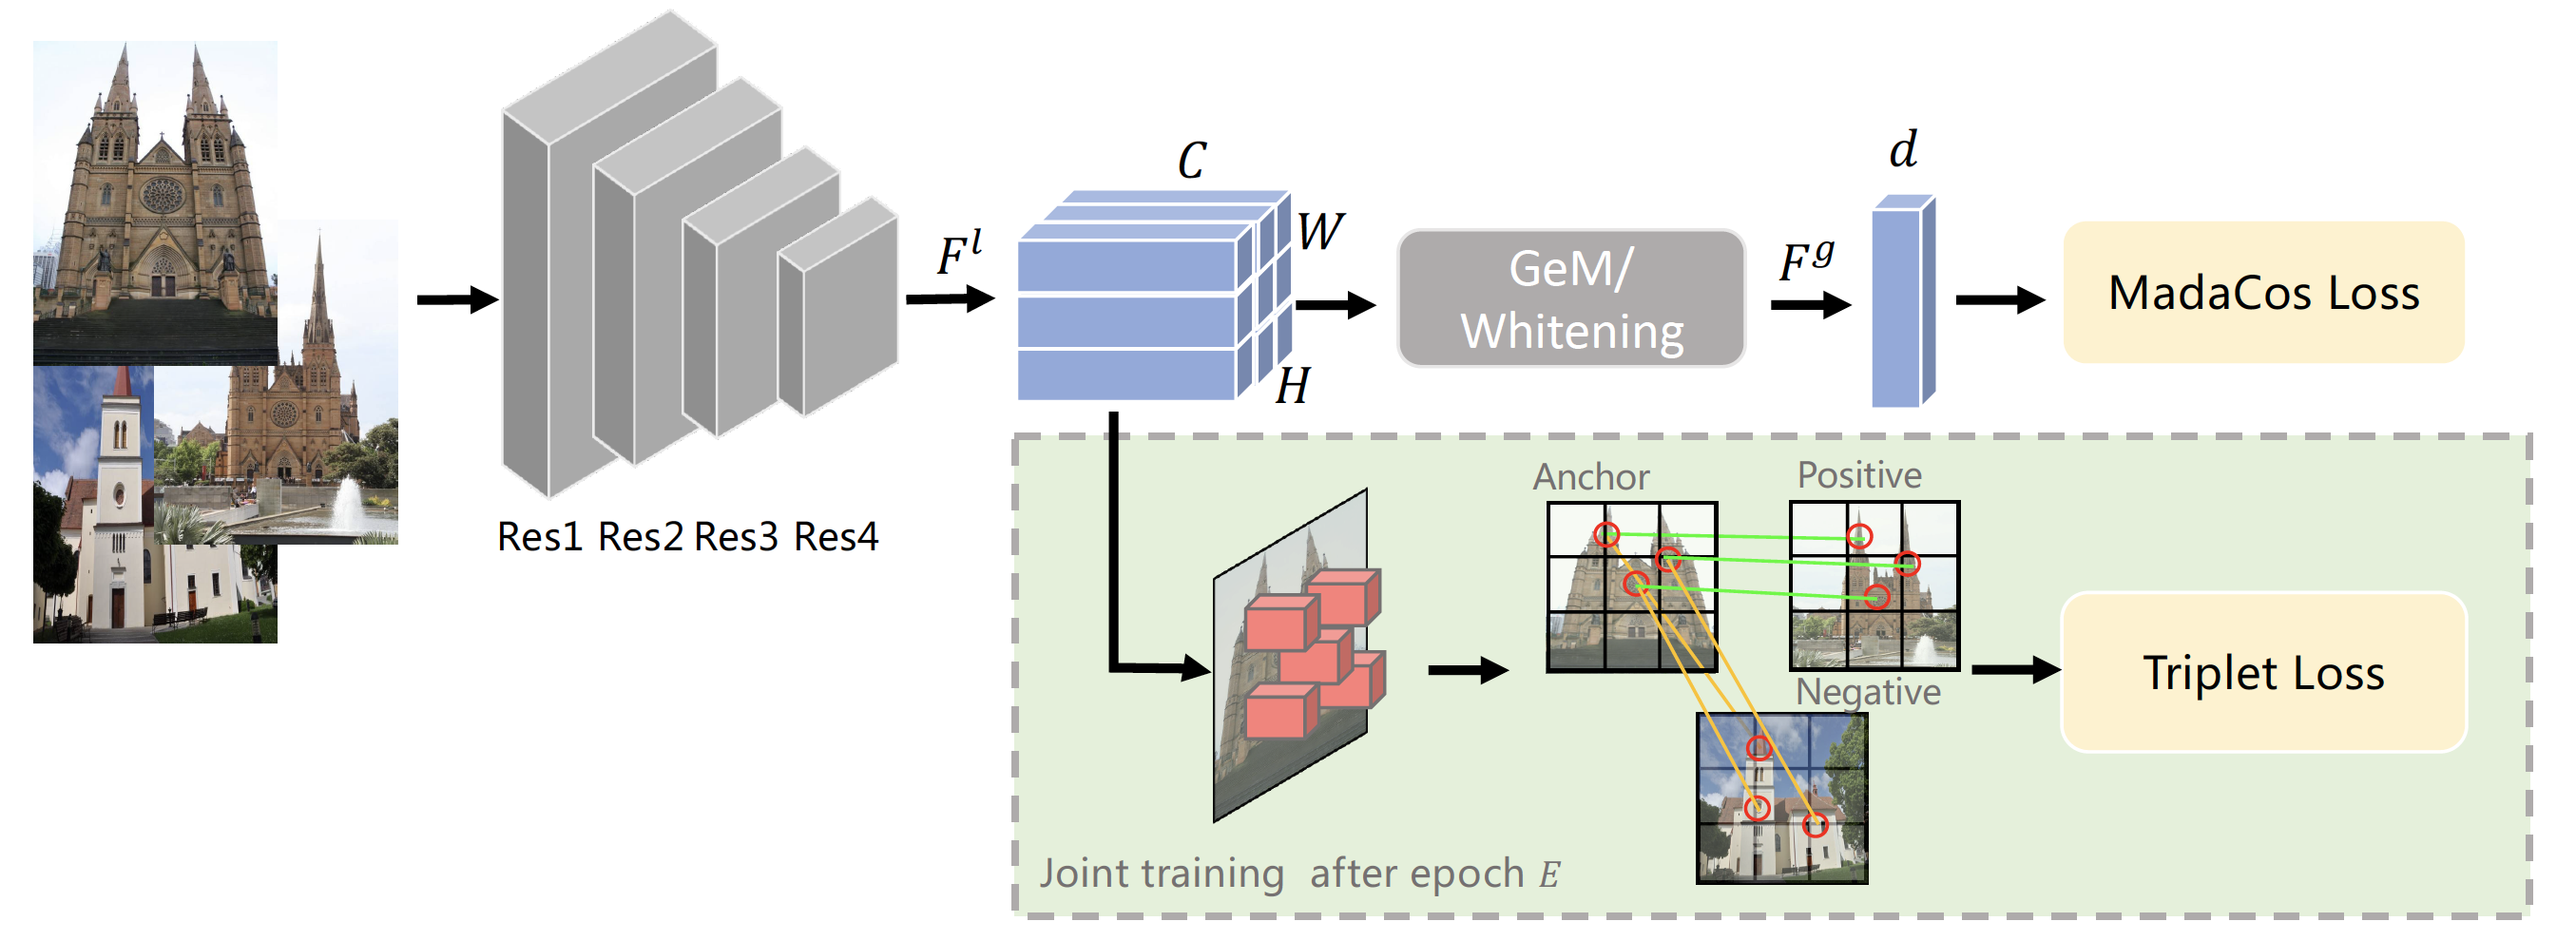 C
d
W
F^l
F^g
GeM/
Whitening
MadaCos Loss
H
Res1 Res2 Res3 Res4
Anchor
Positive
Negative
Triplet Loss
Joint training after epoch E